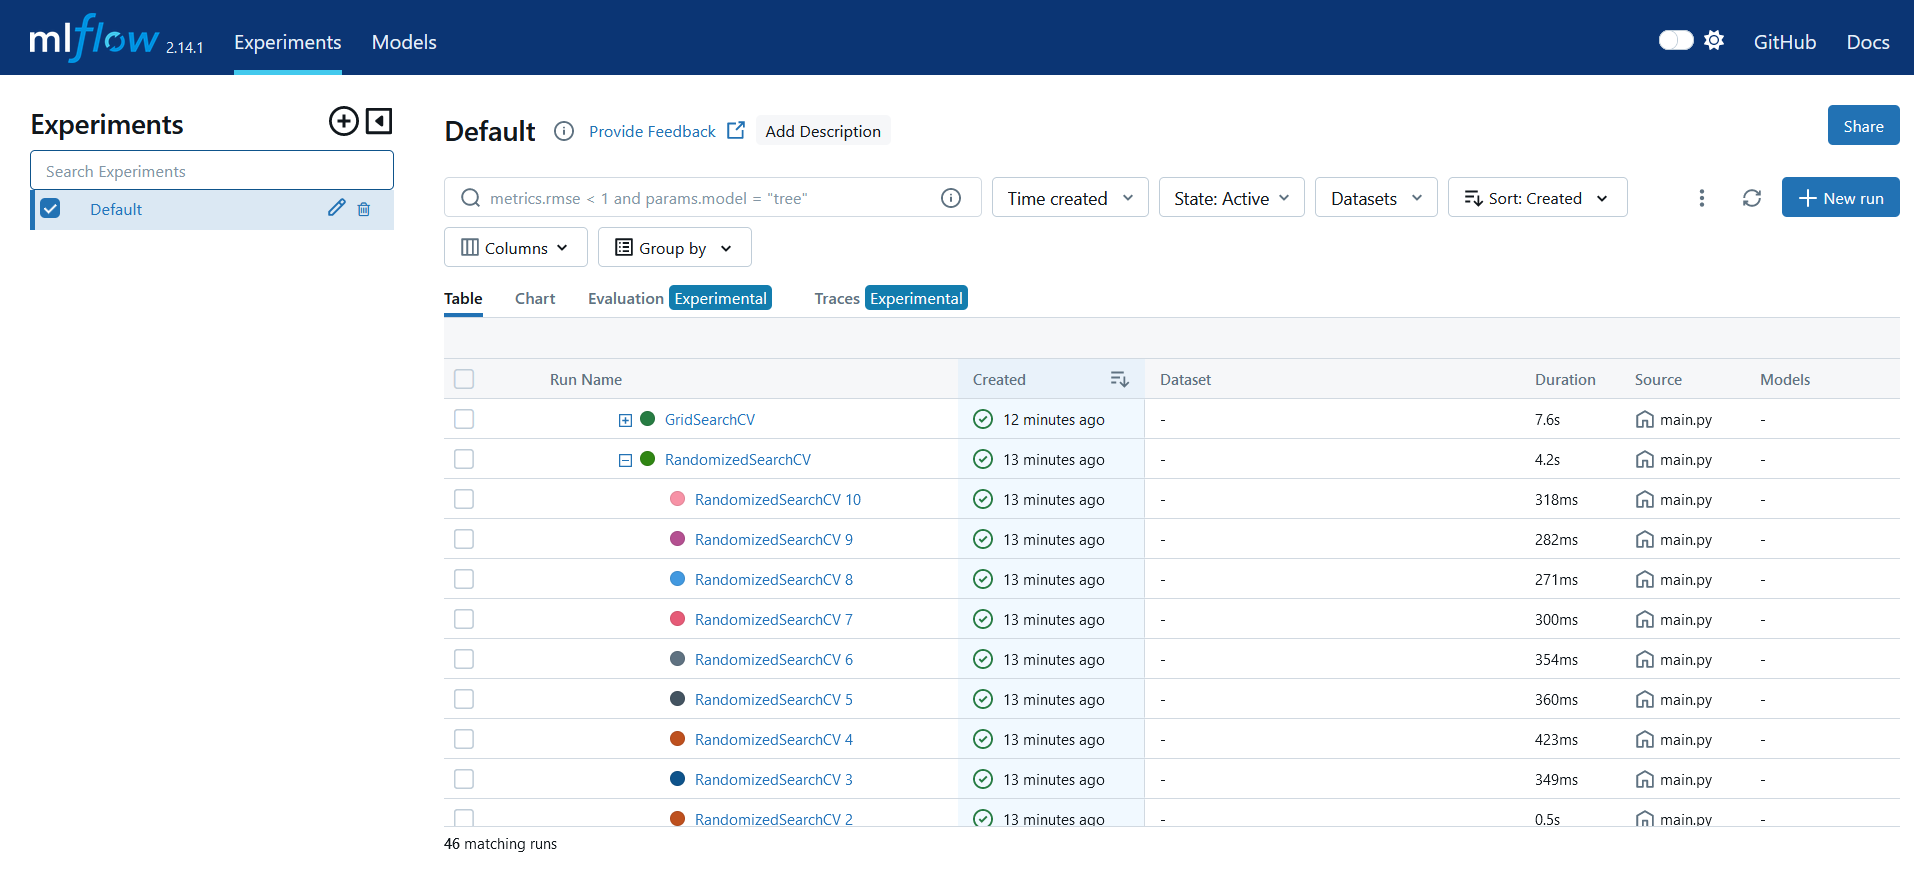 mlflow 2.14.1 Experiments Models GitHub Docs
Experiments
Search Experiments
Default
Default Provide Feedback Add Description Share
metrics.rmse < 1 and params.model = "tree" Time created State: Active Datasets Sort: Created New run
Columns Group by
Table Chart Evaluation Experimental Traces Experimental
Run Name Created Dataset Duration Source Models
GridSearchCV 12 minutes ago - 7.6s main.py -
RandomizedSearchCV 13 minutes ago - 4.2s main.py -
RandomizedSearchCV 10 13 minutes ago - 318ms main.py -
RandomizedSearchCV 9 13 minutes ago - 282ms main.py -
RandomizedSearchCV 8 13 minutes ago - 271ms main.py -
RandomizedSearchCV 7 13 minutes ago - 300ms main.py -
RandomizedSearchCV 6 13 minutes ago - 354ms main.py -
RandomizedSearchCV 5 13 minutes ago - 360ms main.py -
RandomizedSearchCV 4 13 minutes ago - 423ms main.py -
RandomizedSearchCV 3 13 minutes ago - 349ms main.py -
RandomizedSearchCV 2 13 minutes ago - 0.5s main.py -
46 matching runs